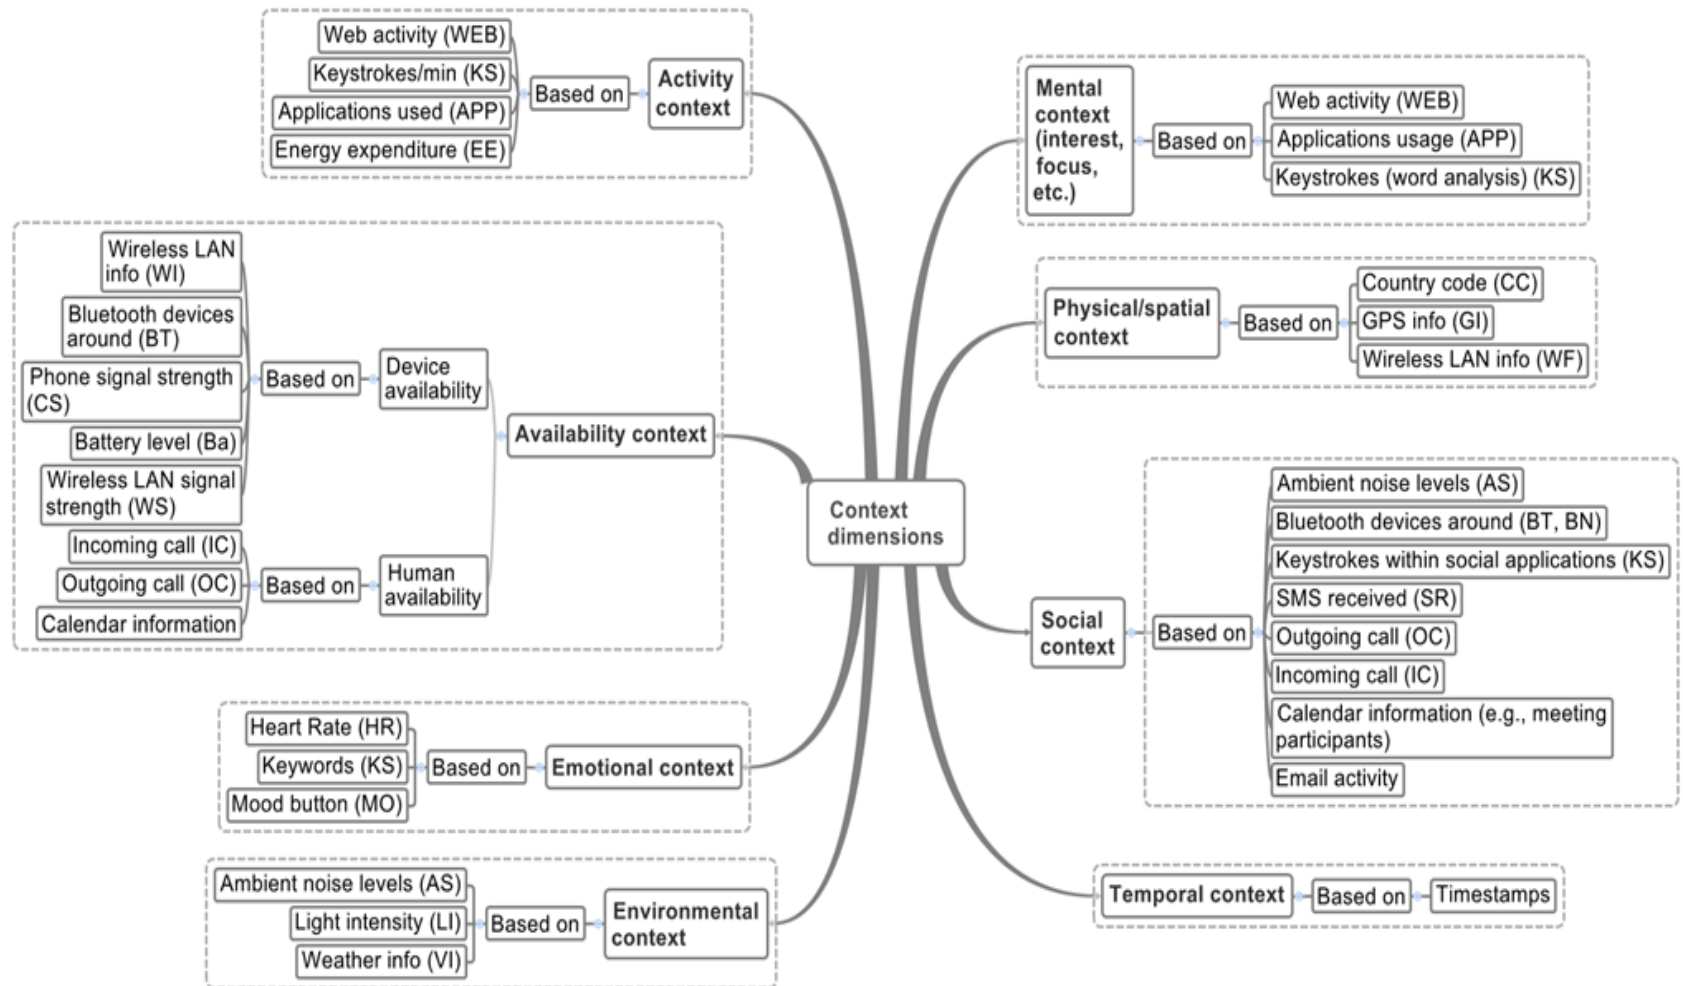 Web activity (WEB)
Keystrokes/min (KS)
Applications used (APP)
Energy expenditure (EE)
Based on
Activity
context
Wireless LAN
info (WI)
Bluetooth devices
around (BT)
Phone signal strength
(CS)
Battery level (Ba)
Wireless LAN signal
strength (WS)
Based on
Device
availability
Incoming call (IC)
Outgoing call (OC)
Calendar information
Based on
Human
availability
Availability context
Heart Rate (HR)
Keywords (KS)
Mood button (MO)
Based on
Emotional context
Ambient noise levels (AS)
Light intensity (LI)
Weather info (VI)
Based on
Environmental
context
Context
dimensions
Mental
context
(interest,
focus,
etc.)
Based on
Web activity (WEB)
Applications usage (APP)
Keystrokes (word analysis) (KS)
Physical/spatial
context
Based on
Country code (CC)
GPS info (GI)
Wireless LAN info (WF)
Social
context
Based on
Ambient noise levels (AS)
Bluetooth devices around (BT, BN)
Keystrokes within social applications (KS)
SMS received (SR)
Outgoing call (OC)
Incoming call (IC)
Calendar information (e.g., meeting
participants)
Email activity
Temporal context
Based on
Timestamps